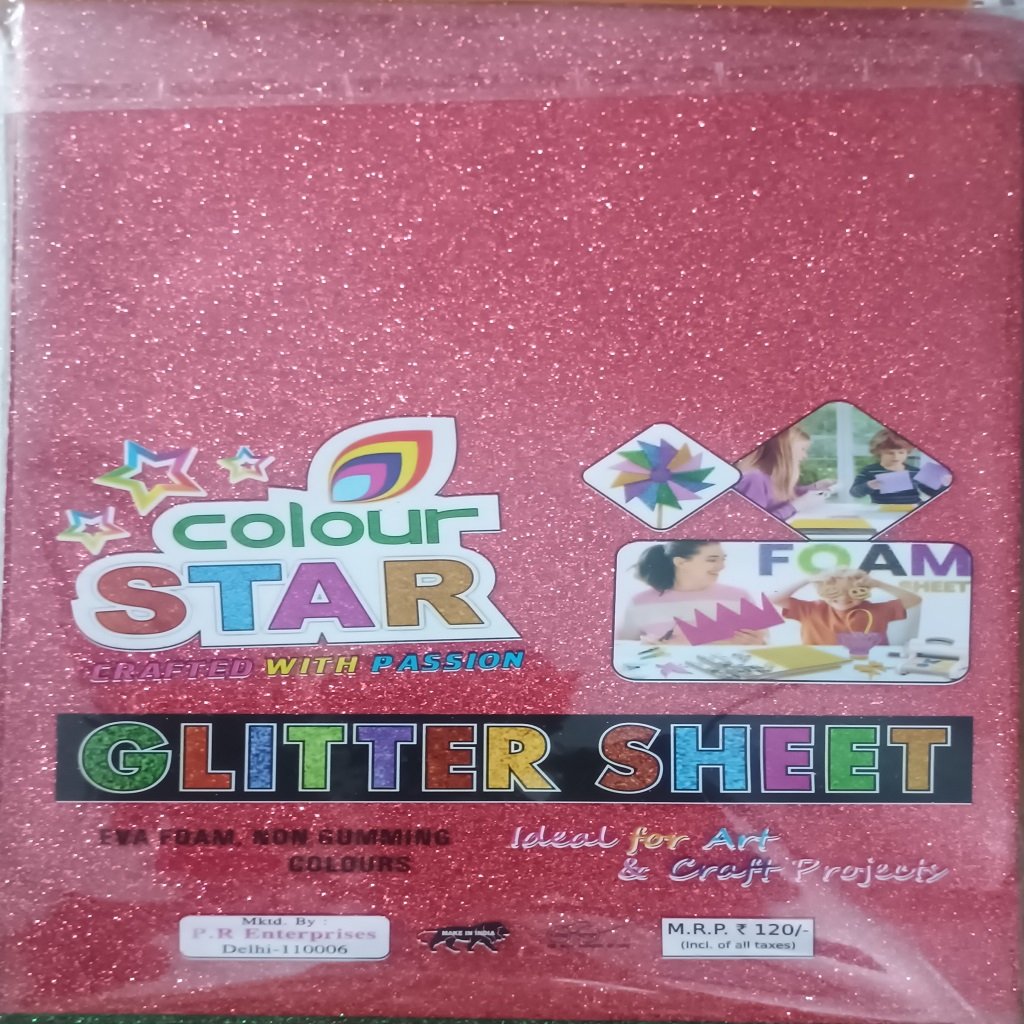 colour
STAR
CRAFTED WITH PASSION
FOAM
SHEET
GLITTER SHEET
EVA FOAM, NON GUMMING
COLOURS
Ideal for Art
& Craft Projects
Mktd. By :
P.R Enterprises
Delhi-110006
MAKE IN INDIA
M.R.P. ₹ 120/-
(Incl. of all taxes)